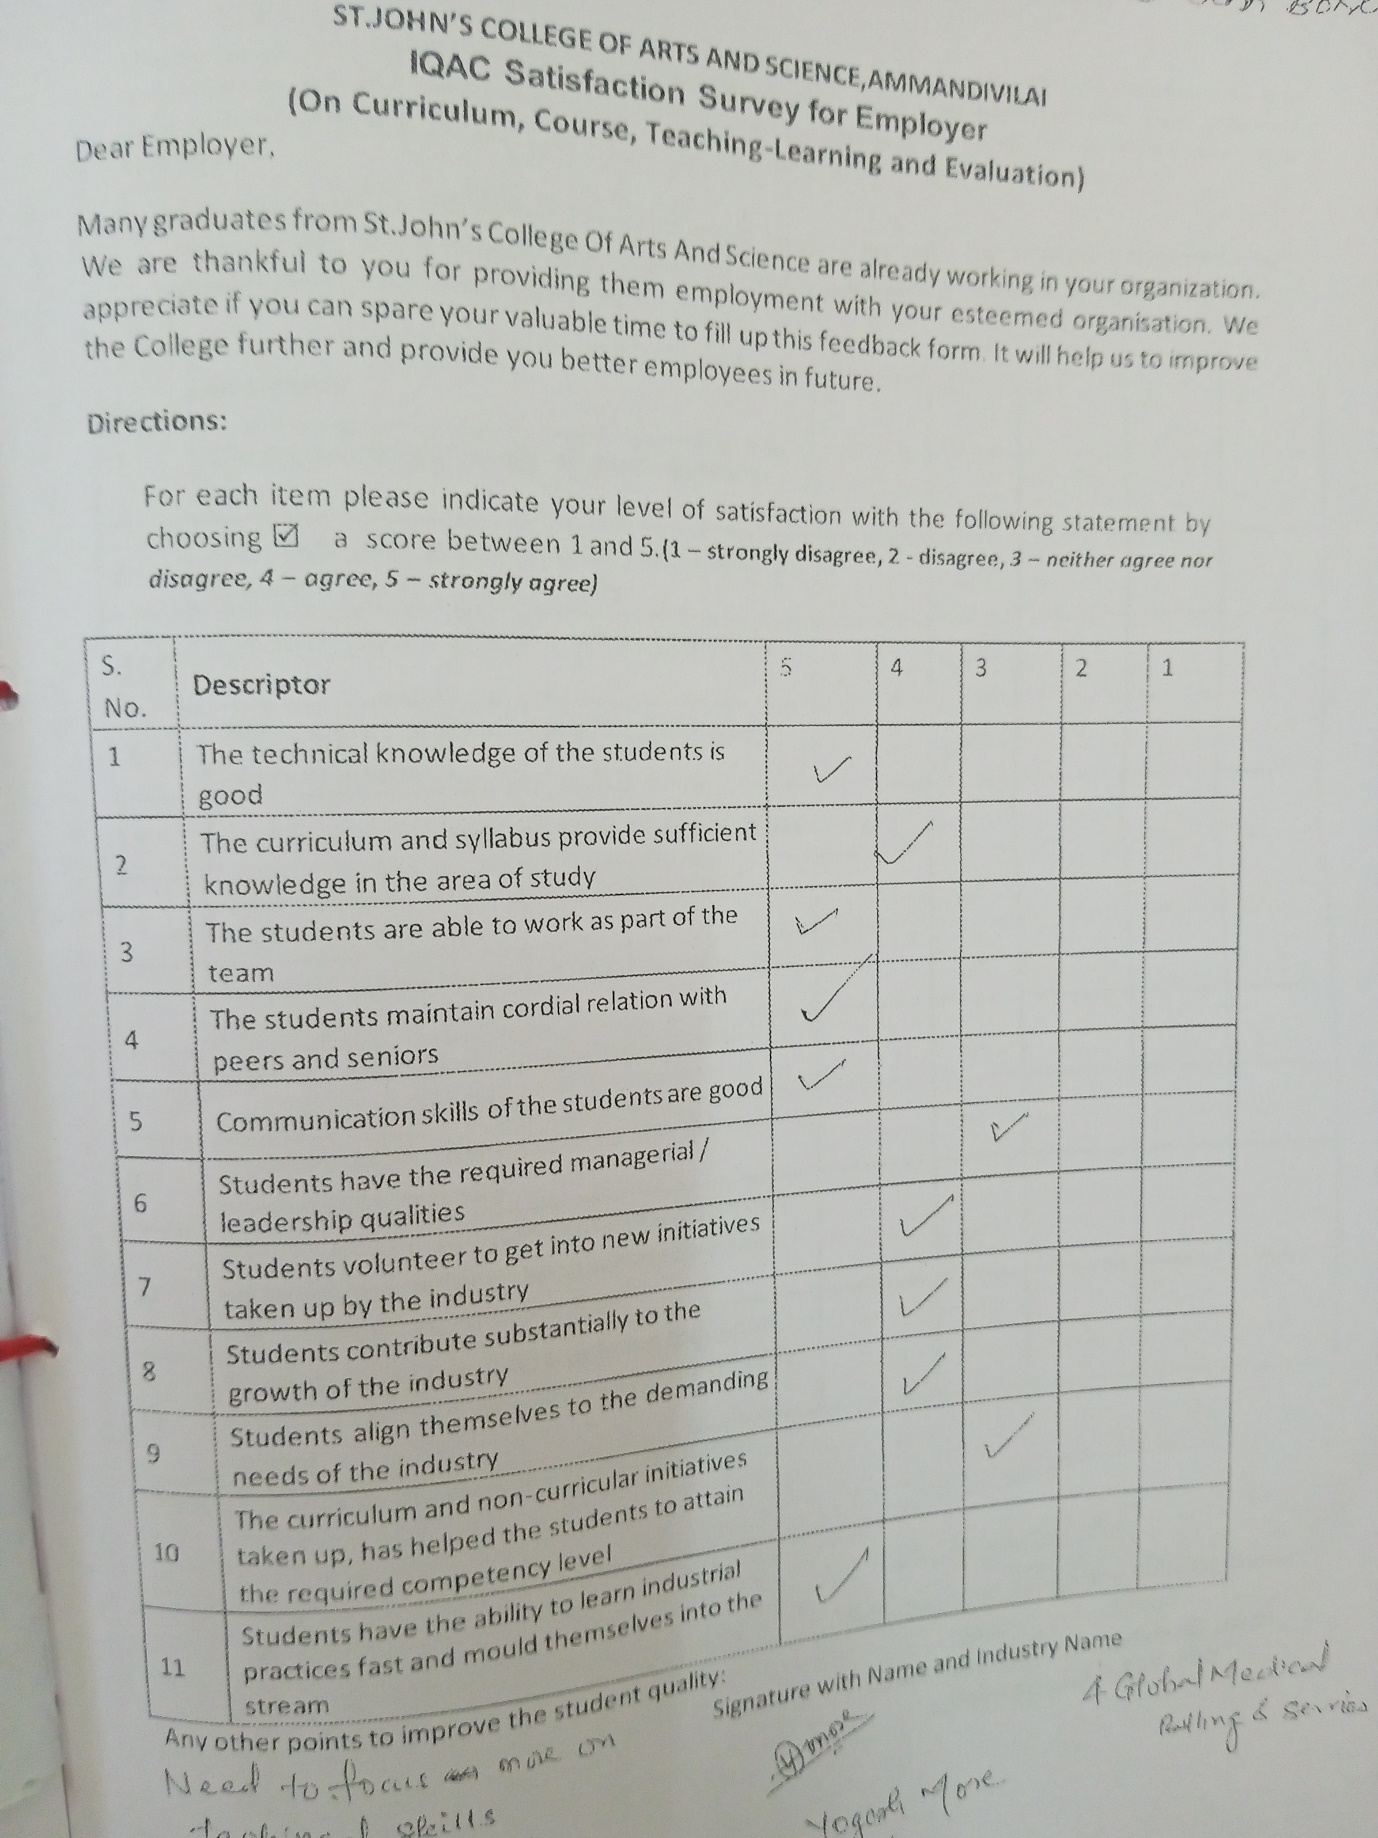 ST.JOHN'S COLLEGE OF ARTS AND SCIENCE,AMMANDIVILAI
IQAC Satisfaction Survey for Employer
(On Curriculum, Course, Teaching-Learning and Evaluation)
Dear Employer,
Many graduates from St.John's College Of Arts And Science are already working in your organization.
We are thankful to you for providing them employment with your esteemed organisation. We
appreciate if you can spare your valuable time to fill up this feedback form. It will help us to improve
the College further and provide you better employees in future.
Directions:
For each item please indicate your level of satisfaction with the following statement by
choosing ☑ a score between 1 and 5.(1 – strongly disagree, 2 - disagree, 3 – neither agree nor
disagree, 4 – agree, 5 – strongly agree)
S. No. Descriptor 5 4 3 2 1
1 The technical knowledge of the students is
good ✓
2 The curriculum and syllabus provide sufficient
knowledge in the area of study ✓
3 The students are able to work as part of the
team ✓
4 The students maintain cordial relation with
peers and seniors ✓
5 Communication skills of the students are good ✓
6 Students have the required managerial /
leadership qualities ✓
7 Students volunteer to get into new initiatives
taken up by the industry ✓
8 Students contribute substantially to the
growth of the industry ✓
9 Students align themselves to the demanding
needs of the industry ✓
10 The curriculum and non-curricular initiatives
taken up, has helped the students to attain
the required competency level ✓
11 Students have the ability to learn industrial
practices fast and mould themselves into the
stream ✓
Any other points to improve the student quality:
Signature with Name and Industry Name
Need to focus more on
skills
more
Yogesh More
Global Medical